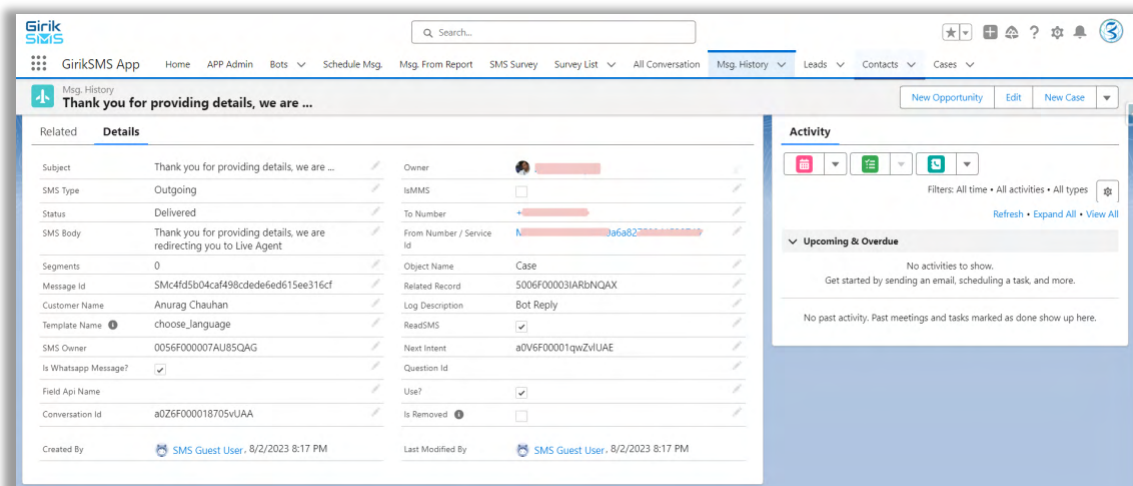 Girik
SMS
Search...
GirikSMS App Home APP Admin Bots Schedule Msg. Msg. From Report SMS Survey Survey List All Conversation Msg. History Leads Contacts Cases
Msg. History
Thank you for providing details, we are ...
New Opportunity Edit New Case
Related Details
Subject Thank you for providing details, we are ...
SMS Type Outgoing
Status Delivered
SMS Body Thank you for providing details, we are
redirecting you to Live Agent
Segments 0
Message Id SMc4fd5b04caf498cdede6ed615ee316cf
Customer Name Anurag Chauhan
Template Name choose_language
SMS Owner 0056F000007AU85QAG
Is Whatsapp Message?
Field Api Name
Conversation Id a0Z6F000018705vUAA
Created By SMS Guest User, 8/2/2023 8:17 PM
Owner
IsMMS
To Number +
From Number / Service
Id
Object Name Case
Related Record 5006F00003IARbNQAX
Log Description Bot Reply
ReadSMS
Next Intent a0V6F00001qwZvlUAE
Question Id
Use?
Is Removed
Last Modified By SMS Guest User, 8/2/2023 8:17 PM
Activity
Filters: All time • All activities • All types
Refresh • Expand All • View All
Upcoming & Overdue
No activities to show.
Get started by sending an email, scheduling a task, and more.
No past activity. Past meetings and tasks marked as done show up here.